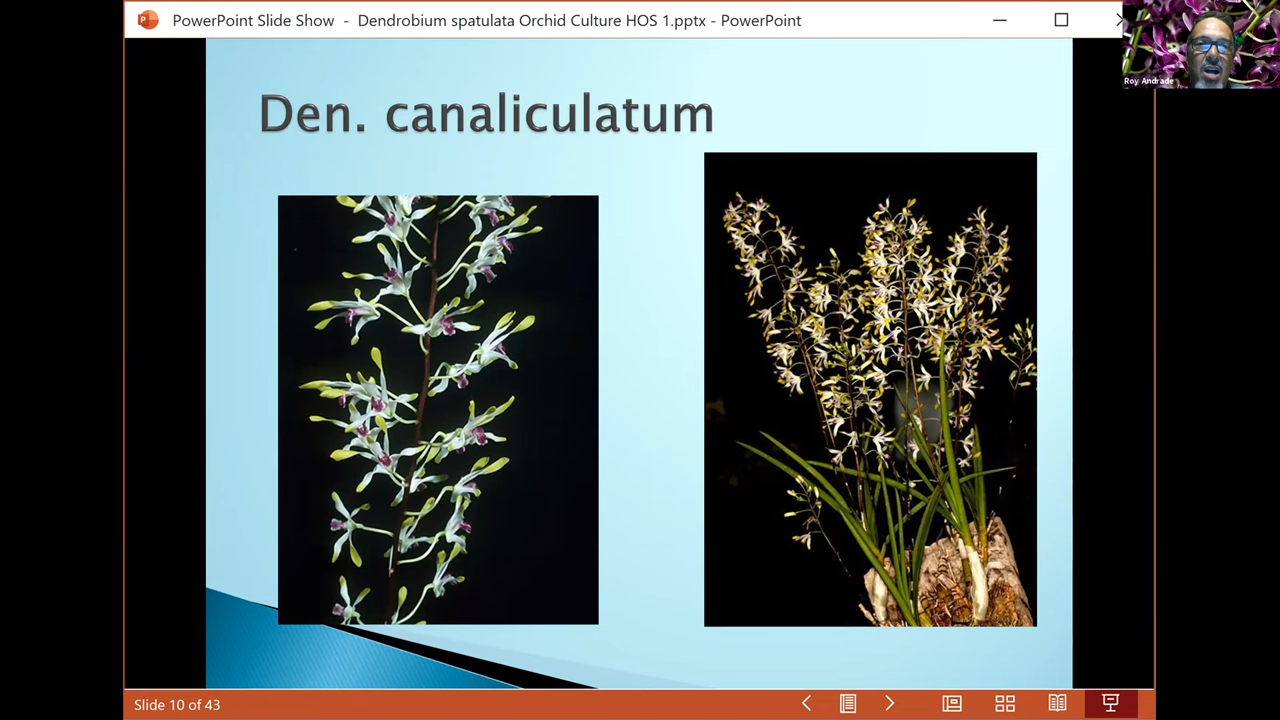 PowerPoint Slide Show - Dendrobium spatulata Orchid Culture HOS 1.pptx - PowerPoint
Roy Andrade
Den. canaliculatum
Slide 10 of 43